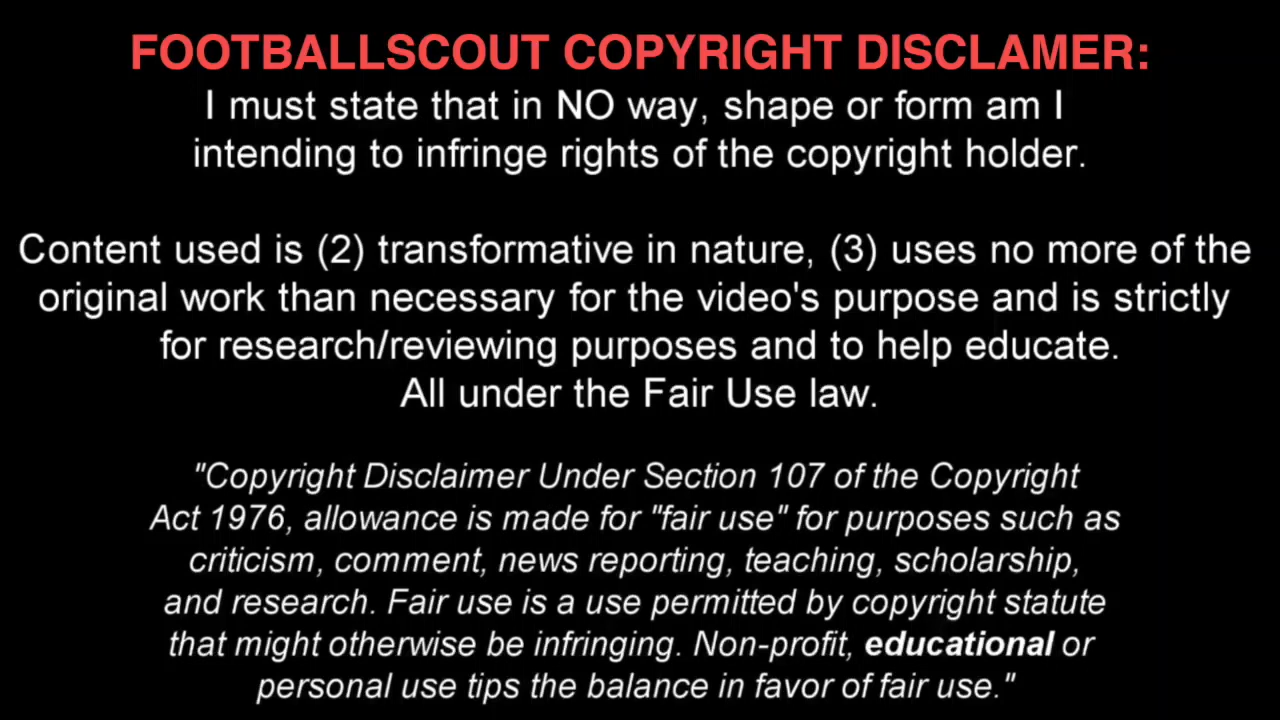 FOOTBALLSCOUT COPYRIGHT DISCLAMER:
I must state that in NO way, shape or form am I
intending to infringe rights of the copyright holder.
Content used is (2) transformative in nature, (3) uses no more of the
original work than necessary for the video's purpose and is strictly
for research/reviewing purposes and to help educate.
All under the Fair Use law.
"Copyright Disclaimer Under Section 107 of the Copyright
Act 1976, allowance is made for "fair use" for purposes such as
criticism, comment, news reporting, teaching, scholarship,
and research. Fair use is a use permitted by copyright statute
that might otherwise be infringing. Non-profit, educational or
personal use tips the balance in favor of fair use."